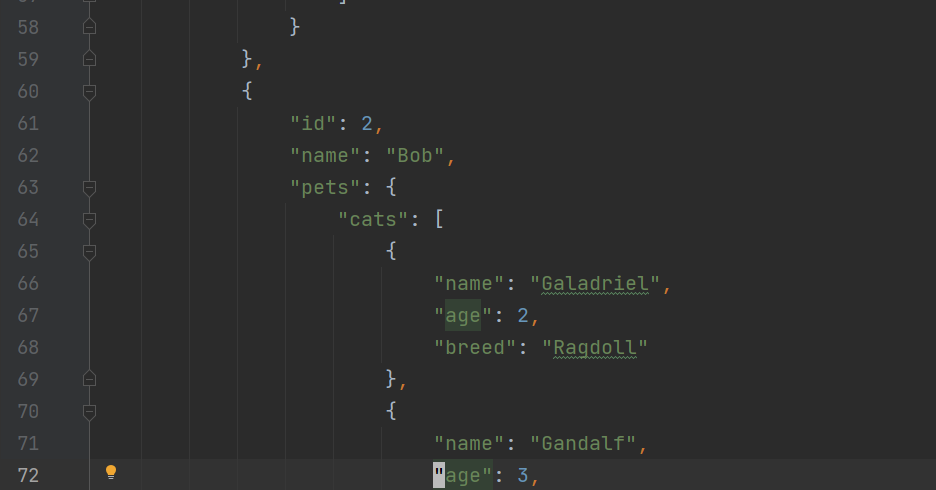 57 ]
58 }
59 },
60 {
61 "id": 2,
62 "name": "Bob",
63 "pets": {
64 "cats": [
65 {
66 "name": "Galadriel",
67 "age": 2,
68 "breed": "Ragdoll"
69 },
70 {
71 "name": "Gandalf",
72 "age": 3,